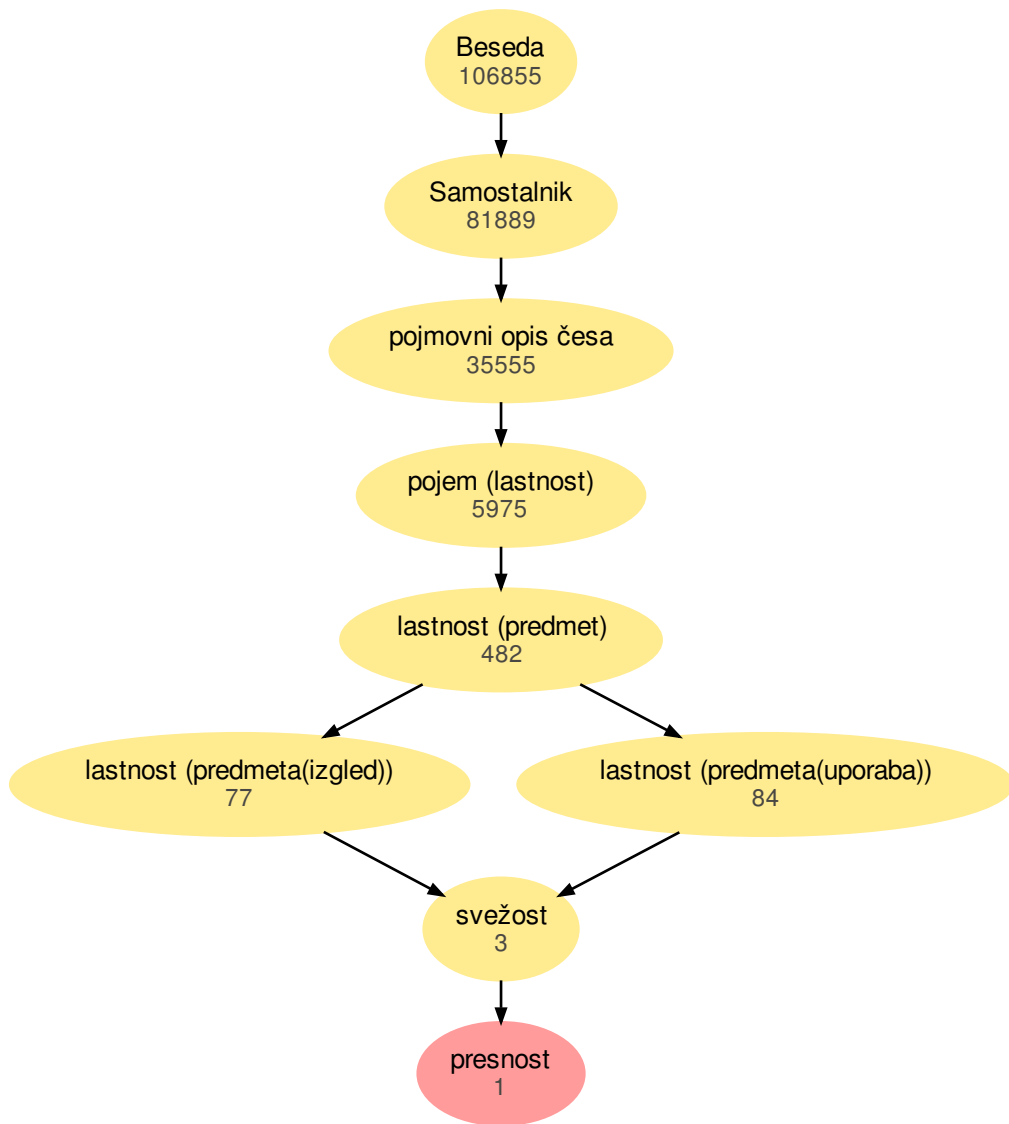 Beseda
106855
Samostalnik
81889
pojmovni opis česa
35555
pojem (lastnost)
5975
lastnost (predmet)
482
lastnost (predmeta(izgled))
77
lastnost (predmeta(uporaba))
84
svežost
3
presnost
1